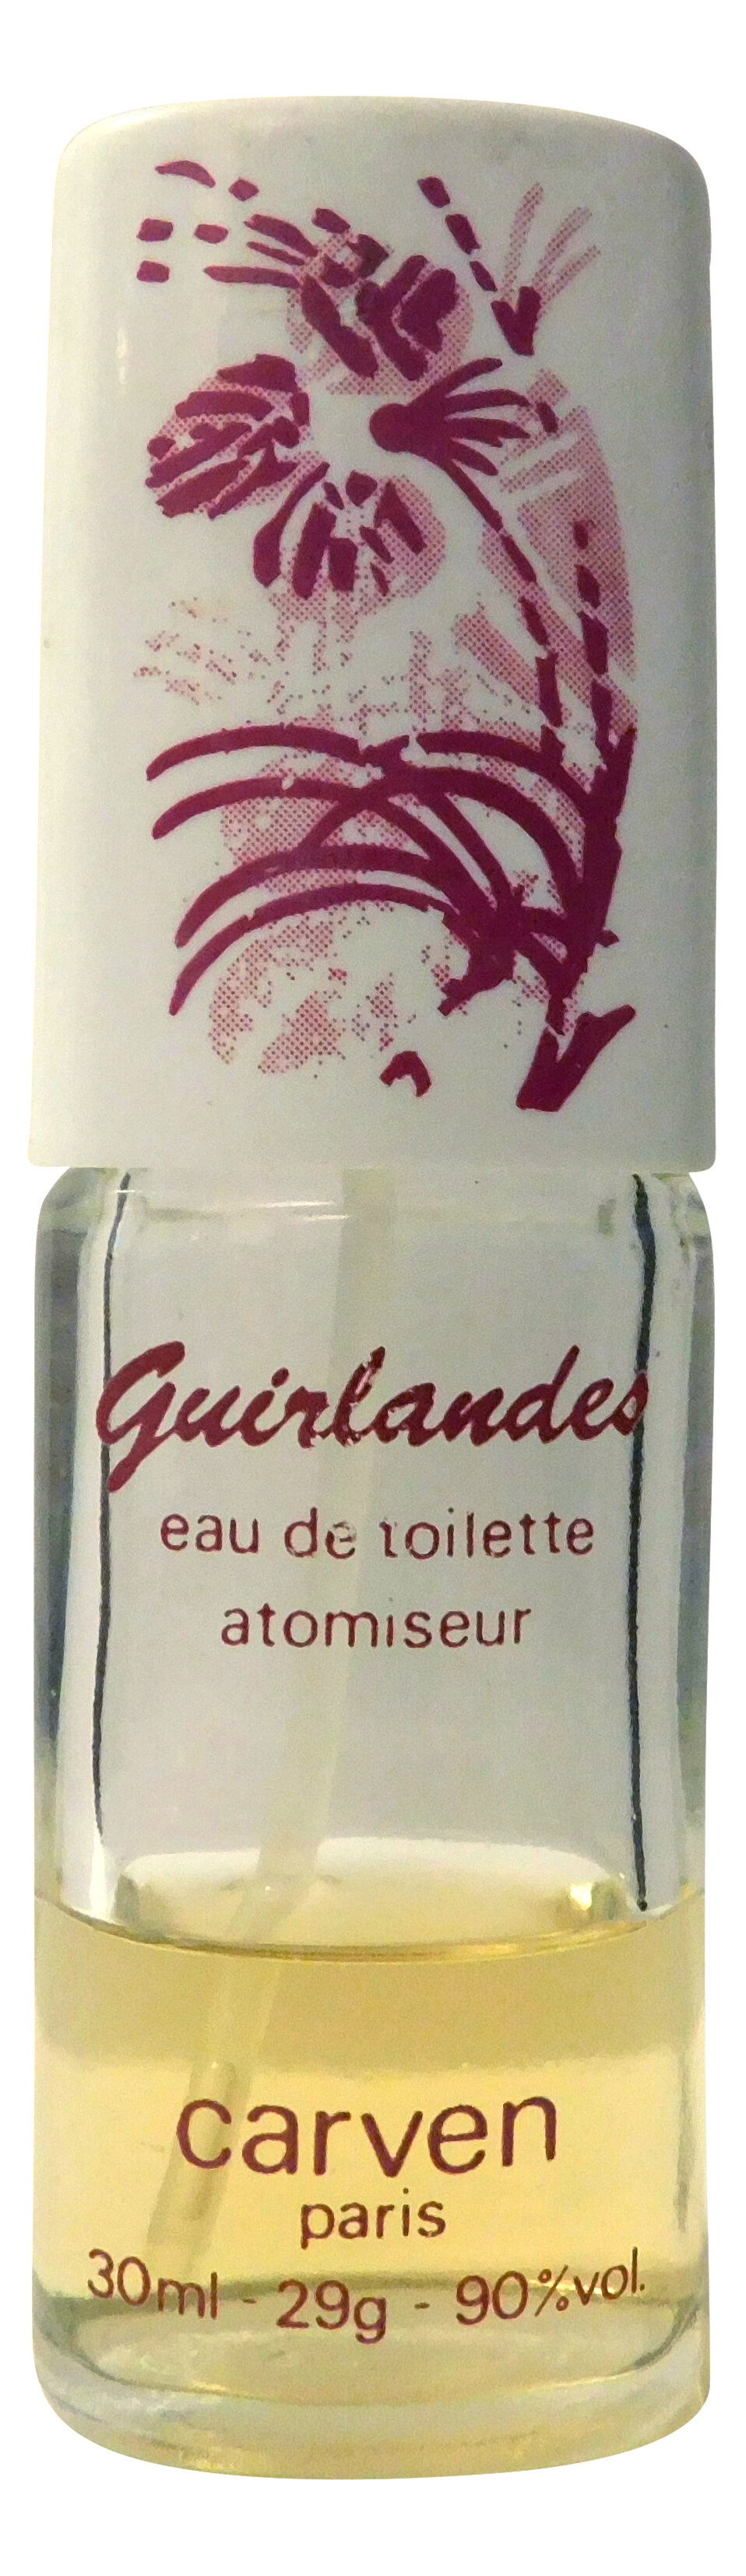 Guirlandes
eau de toilette
atomiseur
carven
paris
30ml - 29g - 90%vol.